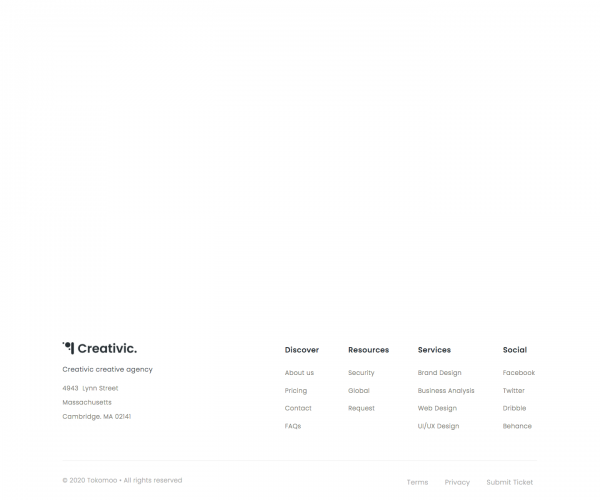 Creativic.
Creativic creative agency
4943 Lynn Street
Massachusetts
Cambridge, MA 02141
Discover
About us
Pricing
Contact
FAQs
Resources
Security
Global
Request
Services
Brand Design
Business Analysis
Web Design
UI/UX Design
Social
Facebook
Twitter
Dribble
Behance
© 2020 Tokomoo • All rights reserved
Terms Privacy Submit Ticket